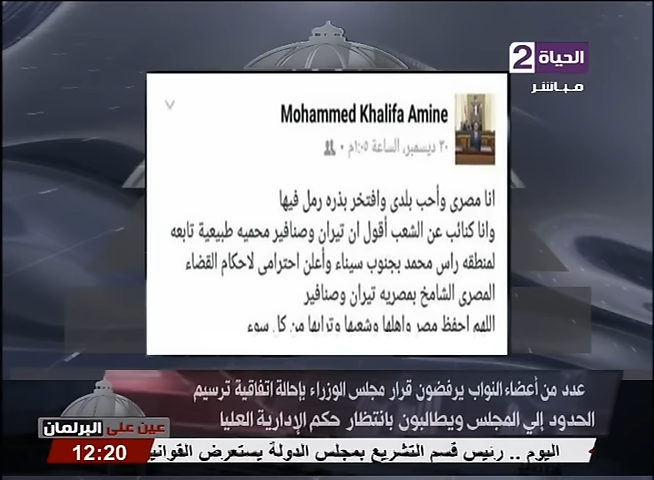 الحياة 2
مباشر
Mohammed Khalifa Amine
٣٠ ديسمبر، الساعة ١:٠٥م •
انا مصرى وأحب بلدى وافتخر بذره رمل فيها
وانا كنائب عن الشعب أقول ان تيران وصنافير محميه طبيعية تابعه
لمنطقه راس محمد بجنوب سيناء وأعلن احترامى لاحكام القضاء
المصرى الشامخ بمصريه تيران وصنافير
اللهم احفظ مصر واهلها وشعبها وترابها من كل سوء
عدد من أعضاء النواب يرفضون قرار مجلس الوزراء بإحالة اتفاقية ترسيم
الحدود إلي المجلس ويطالبون بانتظار حكم الإدارية العليا
عين على البرلمان
12:20
اليوم .. رئيس قسم التشريع بمجلس الدولة يستعرض القواني